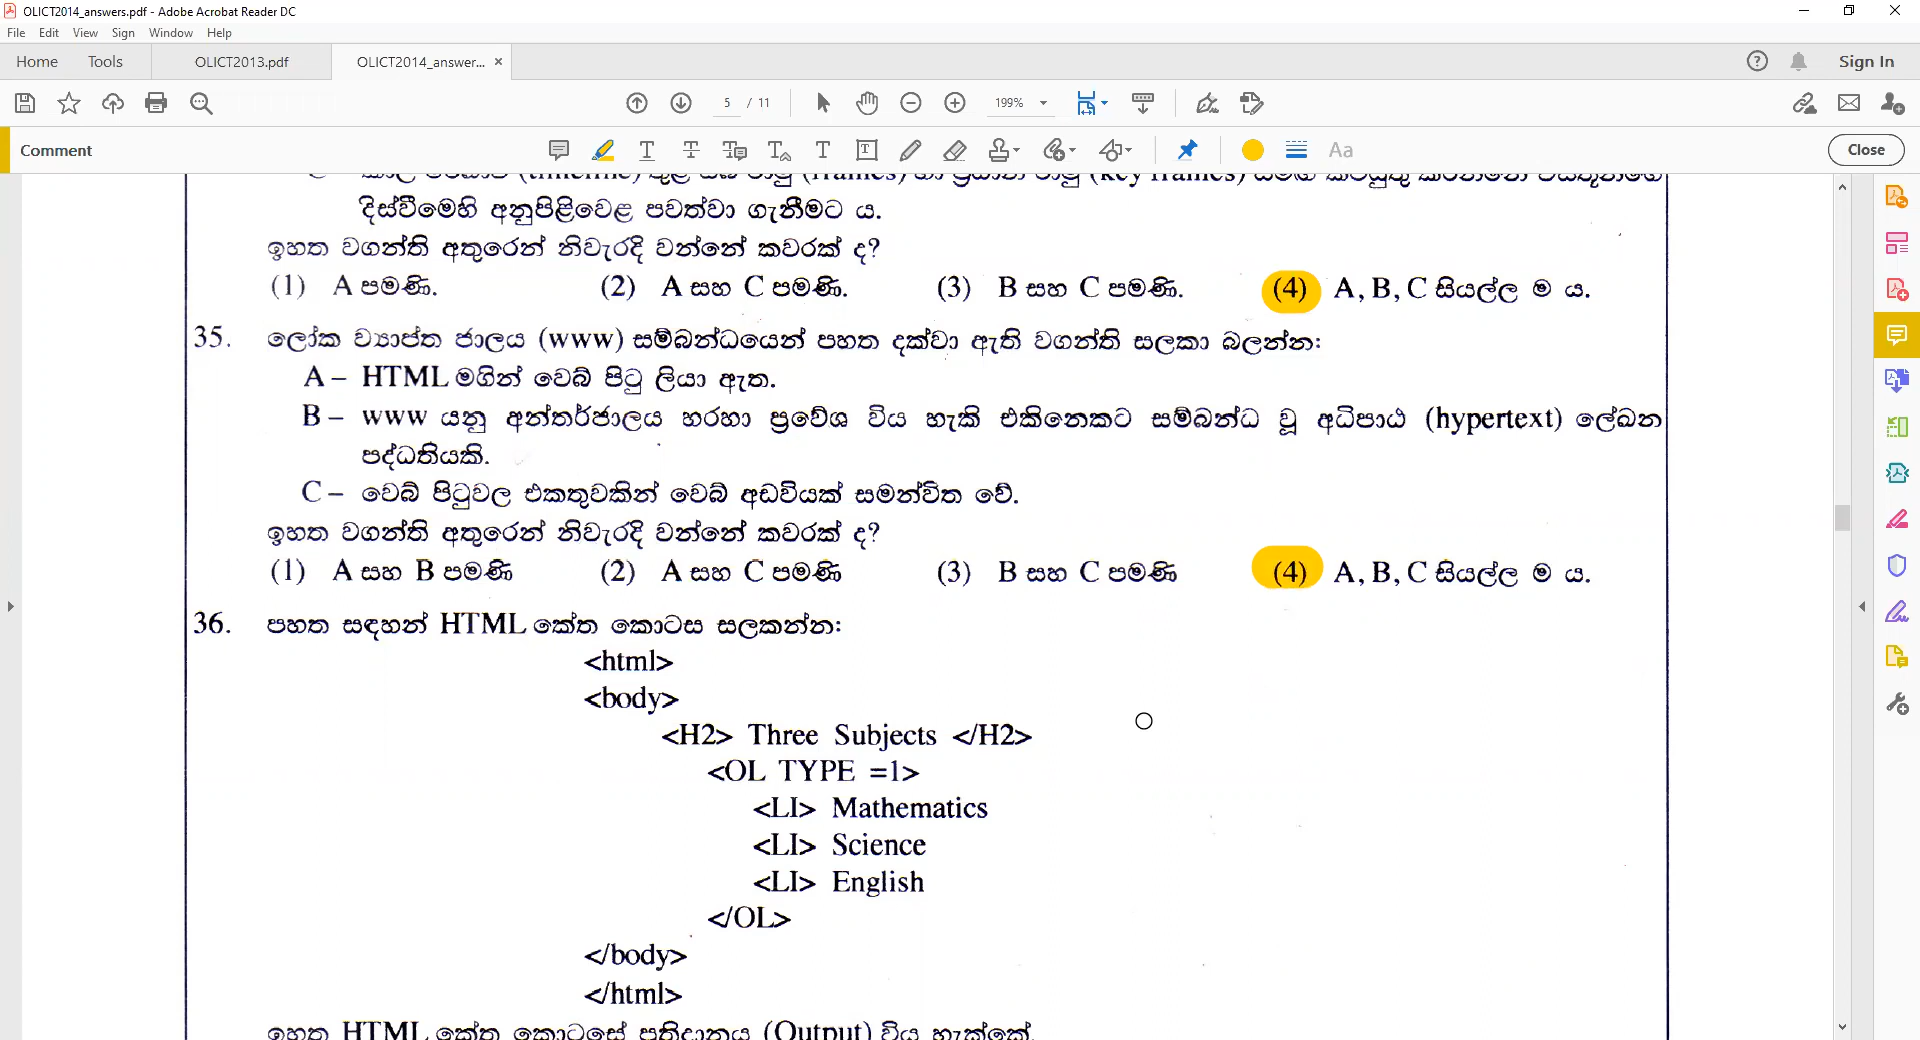 OLICT2014_answers.pdf - Adobe Acrobat Reader DC
File Edit View Sign Window Help
Home Tools OLICT2013.pdf OLICT2014_answer... × Sign In
5 / 11 199%
Comment Close
දිස්වීමෙහි අනුපිළිවෙළ පවත්වා ගැනීමට ය.
ඉහත වගන්ති අතුරෙන් නිවැරදි වන්නේ කවරක් ද?
(1) A පමණි. (2) A සහ C පමණි. (3) B සහ C පමණි. (4) A, B, C සියල්ල ම ය.
35. ලෝක ව්‍යාප්ත ජාලය (www) සම්බන්ධයෙන් පහත දක්වා ඇති වගන්ති සලකා බලන්න:
A – HTML මගින් වෙබ් පිටු ලියා ඇත.
B – www යනු අන්තර්ජාලය හරහා ප්‍රවේශ විය හැකි එකිනෙකට සම්බන්ධ වූ අධිපාඨ (hypertext) ලේඛන
පද්ධතියකි.
C – වෙබ් පිටුවල එකතුවකින් වෙබ් අඩවියක් සමන්විත වේ.
ඉහත වගන්ති අතුරෙන් නිවැරදි වන්නේ කවරක් ද?
(1) A සහ B පමණි (2) A සහ C පමණි (3) B සහ C පමණි (4) A, B, C සියල්ල ම ය.
36. පහත සඳහන් HTML කේත කොටස සලකන්න:
<html>
<body>
<H2> Three Subjects </H2>
<OL TYPE =1>
<LI> Mathematics
<LI> Science
<LI> English
</OL>
</body>
</html>
ඉහත HTML කේත කොටසේ ප්‍රතිදානය (Output) විය හැක්කේ